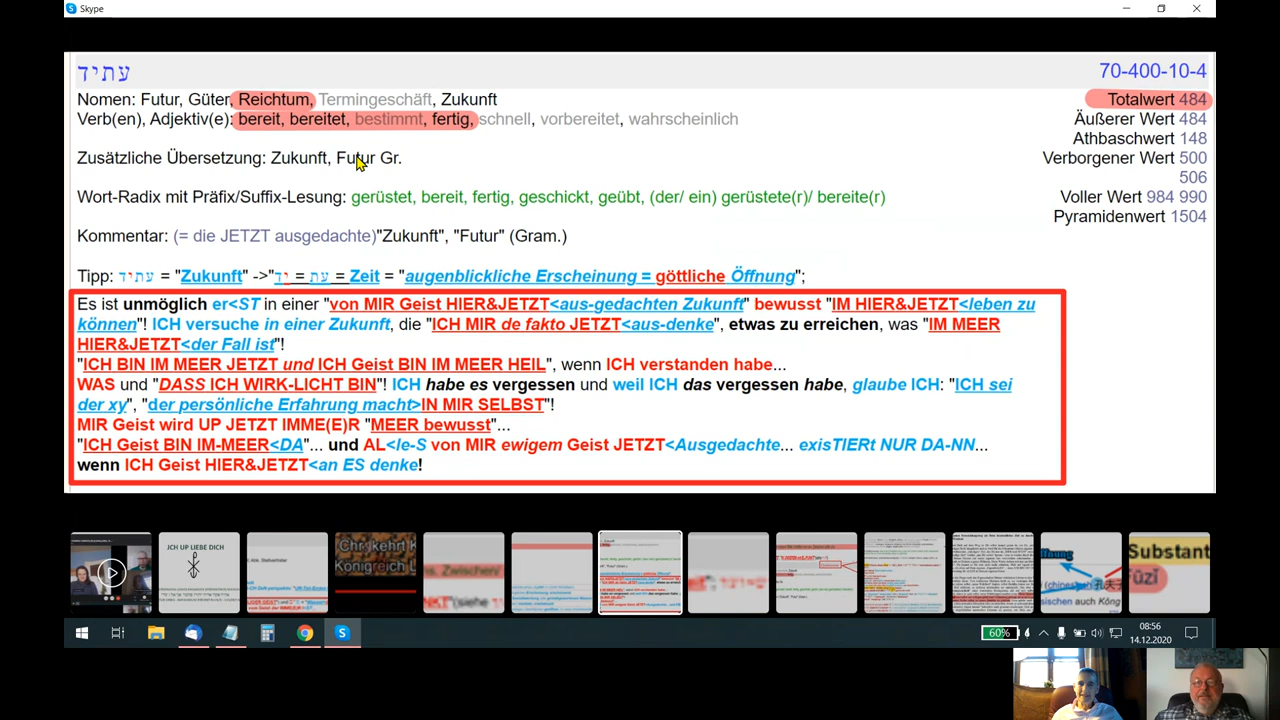 Skype
עתיד
70-400-10-4
Nomen: Futur, Güter, Reichtum, Termingeschäft, Zukunft
Totalwert 484
Verb(en), Adjektiv(e): bereit, bereitet, bestimmt, fertig, schnell, vorbereitet, wahrscheinlich
Äußerer Wert 484
Athbaschwert 148
Zusätzliche Übersetzung: Zukunft, Futur Gr.
Verborgener Wert 500
506
Wort-Radix mit Präfix/Suffix-Lesung: gerüstet, bereit, fertig, geschickt, geübt, (der/ ein) gerüstete(r)/ bereite(r)
Voller Wert 984 990
Pyramidenwert 1504
Kommentar: (= die JETZT ausgedachte)"Zukunft", "Futur" (Gram.)
Tipp: עתיד = "Zukunft" ->"יד = עת = Zeit = "augenblickliche Erscheinung = göttliche Öffnung";
Es ist unmöglich er<ST in einer "von MIR Geist HIER&JETZT<aus-gedachten Zukunft" bewusst "IM HIER&JETZT<leben zu
können"! ICH versuche in einer Zukunft, die "ICH MIR de fakto JETZT<aus-denke", etwas zu erreichen, was "IM MEER
HIER&JETZT<der Fall ist"!
"ICH BIN IM MEER JETZT und ICH Geist BIN IM MEER HEIL", wenn ICH verstanden habe...
WAS und "DASS ICH WIRK-LICHT BIN"! ICH habe es vergessen und weil ICH das vergessen habe, glaube ICH: "ICH sei
der xy", "der persönliche Erfahrung macht>IN MIR SELBST"!
MIR Geist wird UP JETZT IMME(E)R "MEER bewusst"...
"ICH Geist BIN IM-MEER<DA"... und AL<le-S von MIR ewigem Geist JETZT<Ausgedachte... exisTIERt NUR DA-NN...
wenn ICH Geist HIER&JETZT<an ES denke!
JCH UP LIEBE DICH
Chr kehrt
Königreich
Substant
60%
08:56
14.12.2020